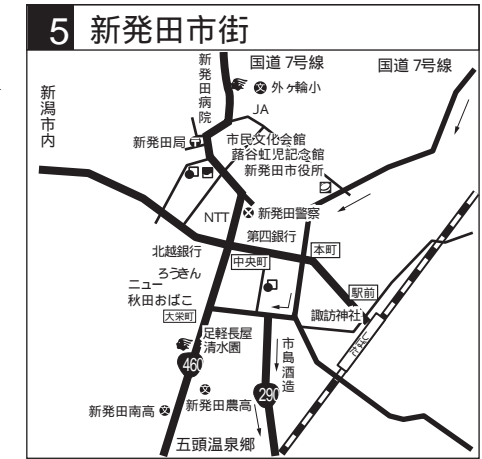 5 新発田市街
国道7号線
国道7号線
新発田病院
外ヶ輪小
新潟市内
JA
新発田局
市民文化会館
蕗谷虹児記念館
新発田市役所
NTT
新発田警察
第四銀行
北越銀行
本町
中央町
ろうきん
ニュー
秋田おばこ
駅前
大栄町
諏訪神社
足軽長屋
清水園
市島酒造
460
290
新発田農高
新発田南高
五頭温泉郷